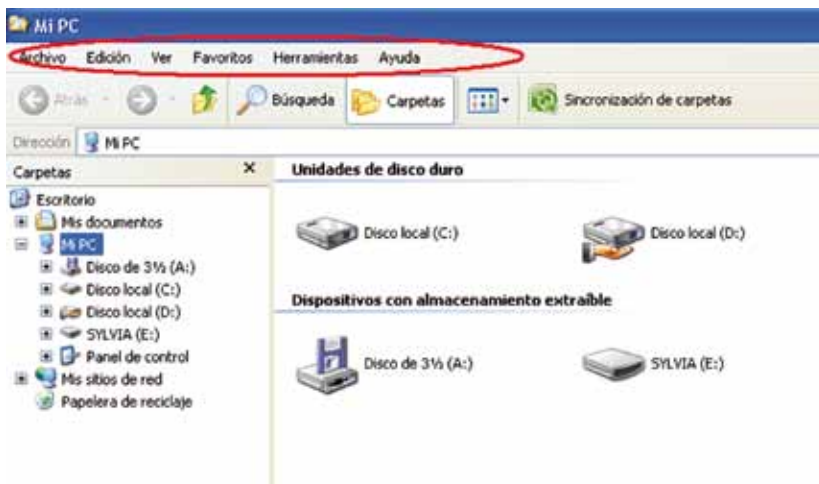 Mi PC
Archivo Edición Ver Favoritos Herramientas Ayuda
Atrás Búsqueda Carpetas Sincronización de carpetas
Dirección Mi PC
Carpetas
Escritorio
Mis documentos
Mi PC
Disco de 3½ (A:)
Disco local (C:)
Disco local (D:)
SYLVIA (E:)
Panel de control
Mis sitios de red
Papelera de reciclaje
Unidades de disco duro
Disco local (C:) Disco local (D:)
Dispositivos con almacenamiento extraíble
Disco de 3½ (A:) SYLVIA (E:)